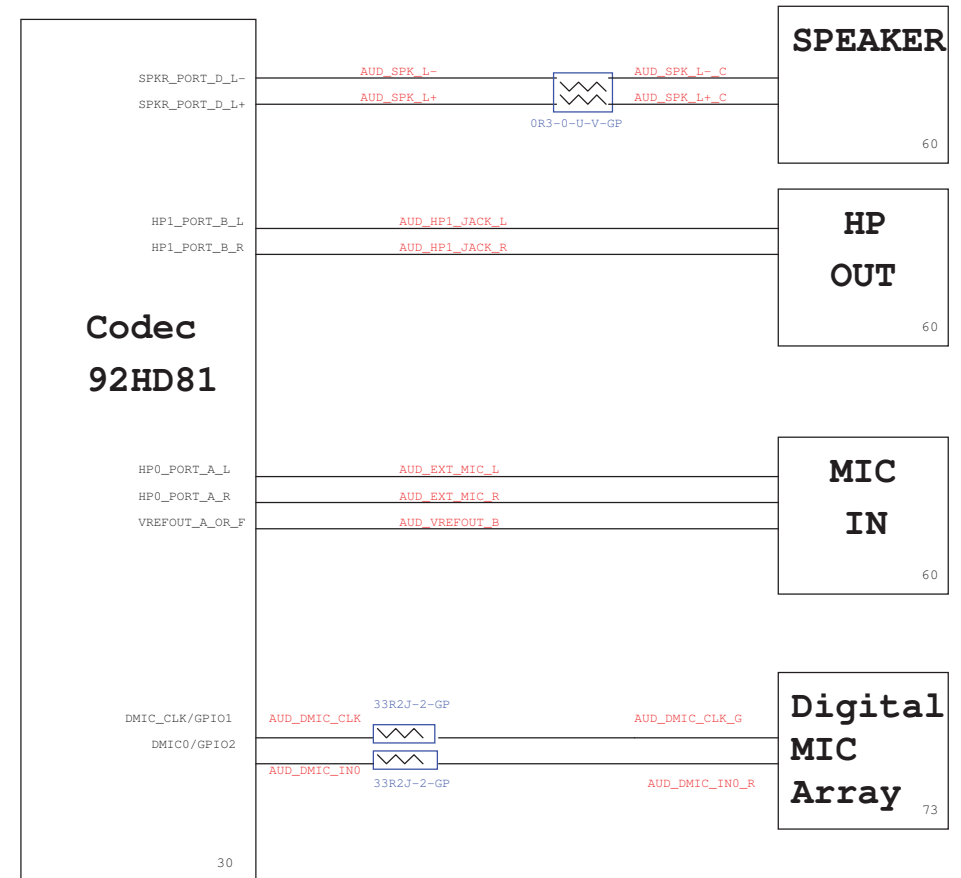 SPEAKER
SPKR_PORT_D_L-
AUD_SPK_L-
AUD_SPK_L-_C
SPKR_PORT_D_L+
AUD_SPK_L+
AUD_SPK_L+_C
0R3-0-U-V-GP
60
HP1_PORT_B_L
AUD_HP1_JACK_L
HP1_PORT_B_R
AUD_HP1_JACK_R
HP
OUT
60
Codec
92HD81
HP0_PORT_A_L
AUD_EXT_MIC_L
HP0_PORT_A_R
AUD_EXT_MIC_R
VREFOUT_A_OR_F
AUD_VREFOUT_B
MIC
IN
60
DMIC_CLK/GPIO1
AUD_DMIC_CLK
33R2J-2-GP
AUD_DMIC_CLK_G
DMIC0/GPIO2
AUD_DMIC_IN0
33R2J-2-GP
AUD_DMIC_IN0_R
Digital
MIC
Array
73
30